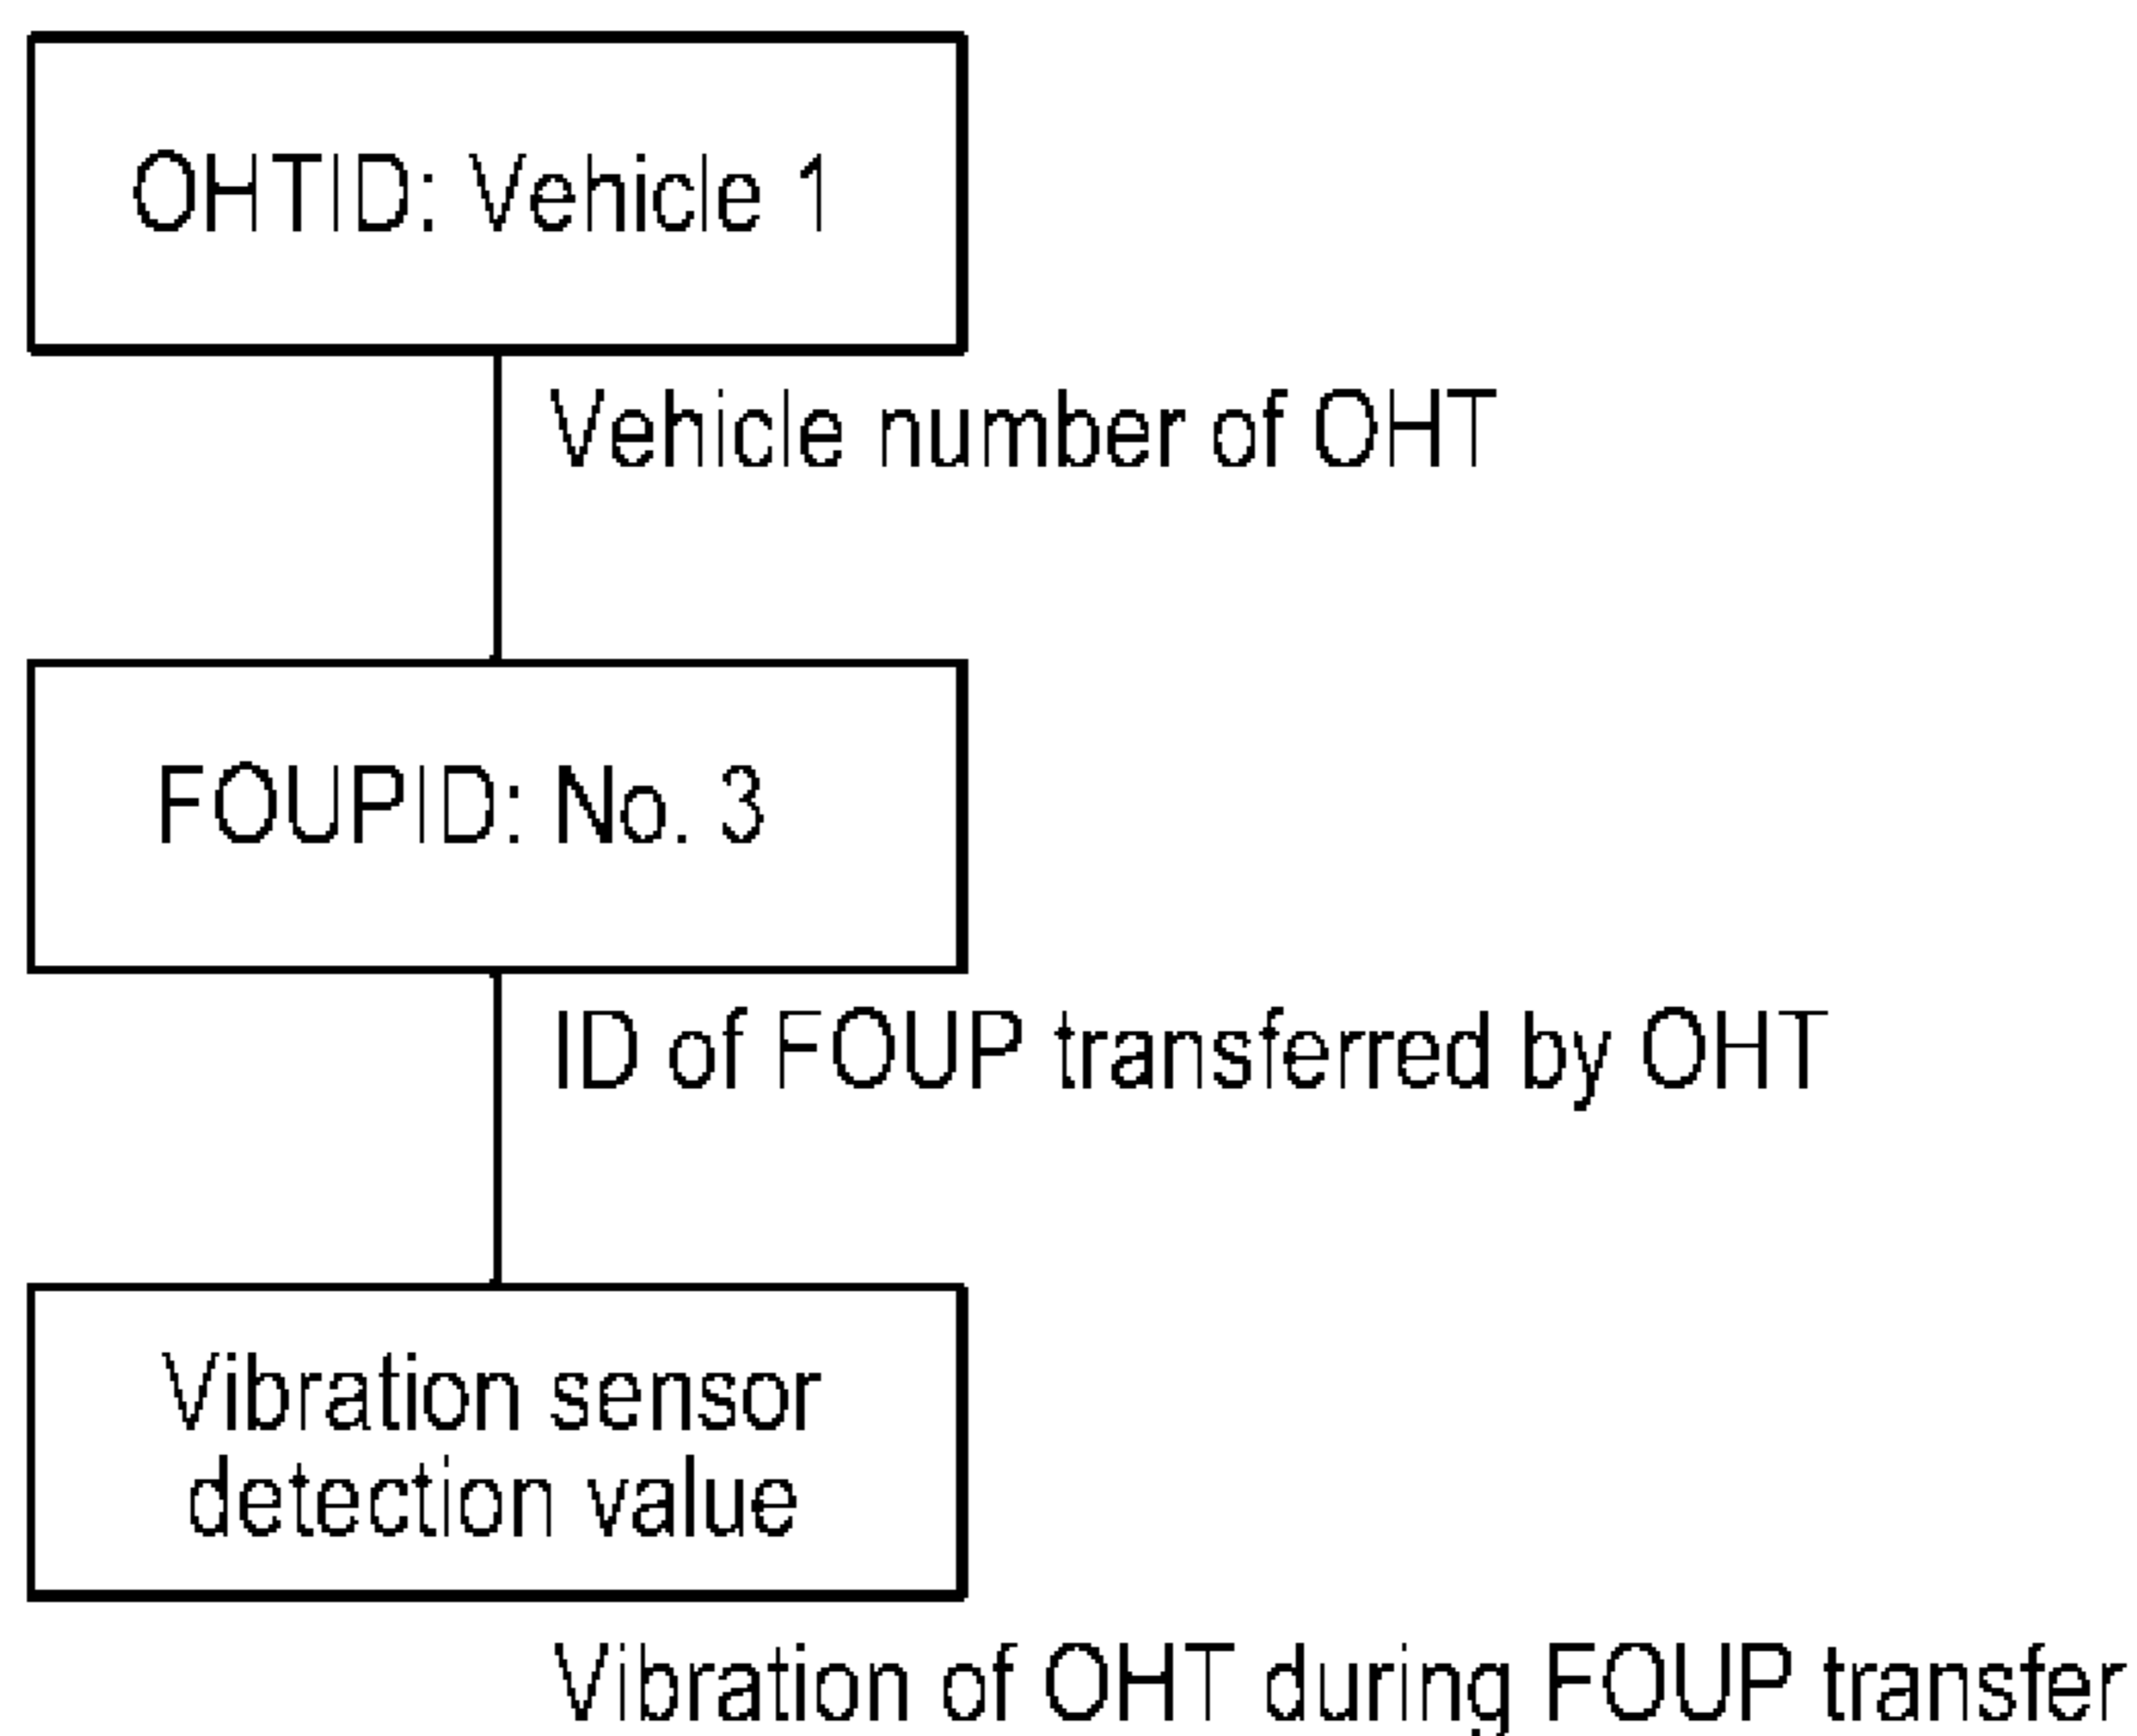 OHTID: Vehicle 1
Vehicle number of OHT
FOUPID: No. 3
ID of FOUP transferred by OHT
Vibration sensor
detection value
Vibration of OHT during FOUP transfer